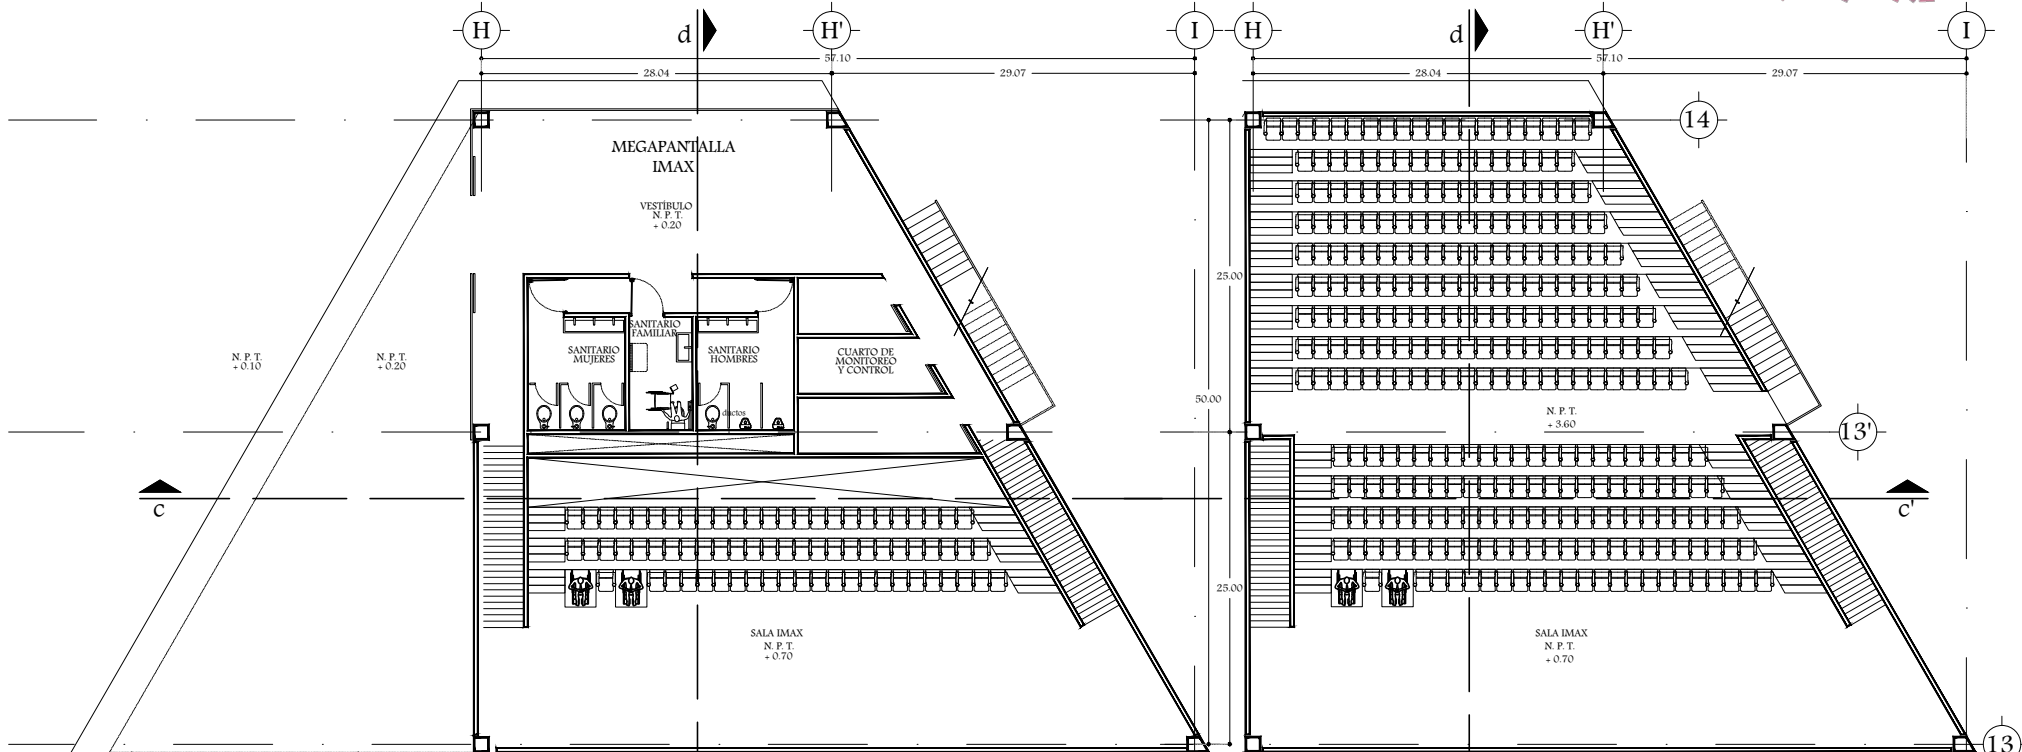 H
d
H'
I
H
d
H'
I
57.10
57.10
28.04
29.07
28.04
29.07
14
MEGAPANTALLA
IMAX
VESTÍBULO
N. P. T.
+ 0.20
25.00
SANITARIO
FAMILIAR
SANITARIO
MUJERES
SANITARIO
HOMBRES
CUARTO DE
MONITOREO
Y CONTROL
N. P. T.
+ 0.10
N. P. T.
+ 0.20
50.00
ductos
N. P. T.
+ 3.60
13'
c
c'
25.00
SALA IMAX
N. P. T.
+ 0.70
SALA IMAX
N. P. T.
+ 0.70
13